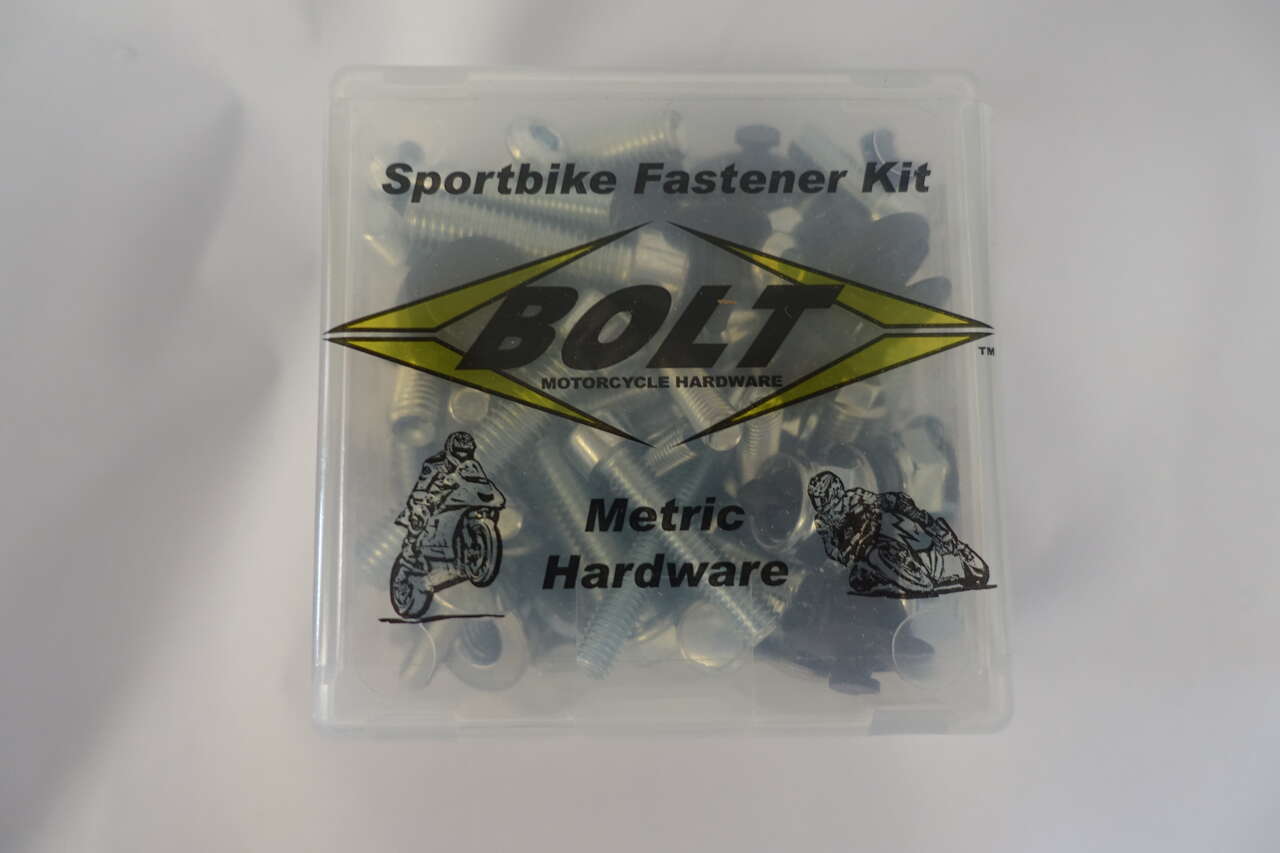 Sportbike Fastener Kit
BOLT
TM
MOTORCYCLE HARDWARE
Metric
Hardware